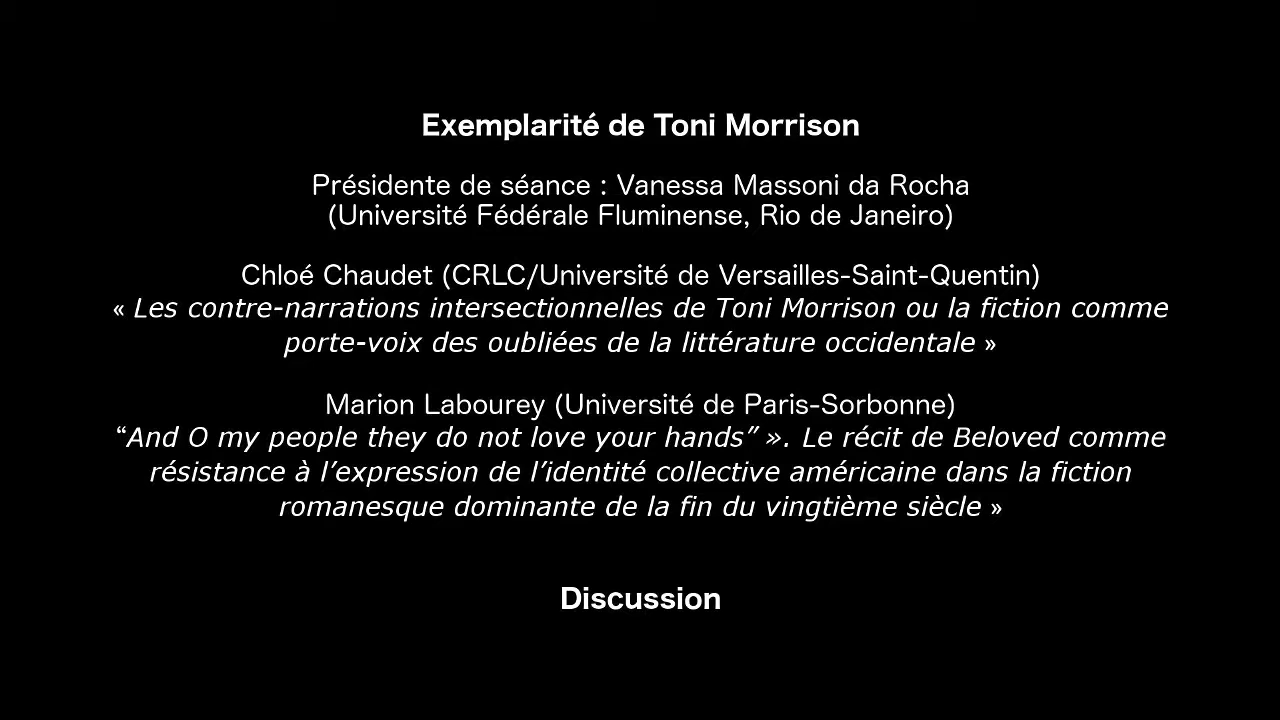 Exemplarité de Toni Morrison
Présidente de séance : Vanessa Massoni da Rocha
(Université Fédérale Fluminense, Rio de Janeiro)
Chloé Chaudet (CRLC/Université de Versailles-Saint-Quentin)
« Les contre-narrations intersectionnelles de Toni Morrison ou la fiction comme
porte-voix des oubliées de la littérature occidentale »
Marion Labourey (Université de Paris-Sorbonne)
“And O my people they do not love your hands” ». Le récit de Beloved comme
résistance à l’expression de l’identité collective américaine dans la fiction
romanesque dominante de la fin du vingtième siècle »
Discussion